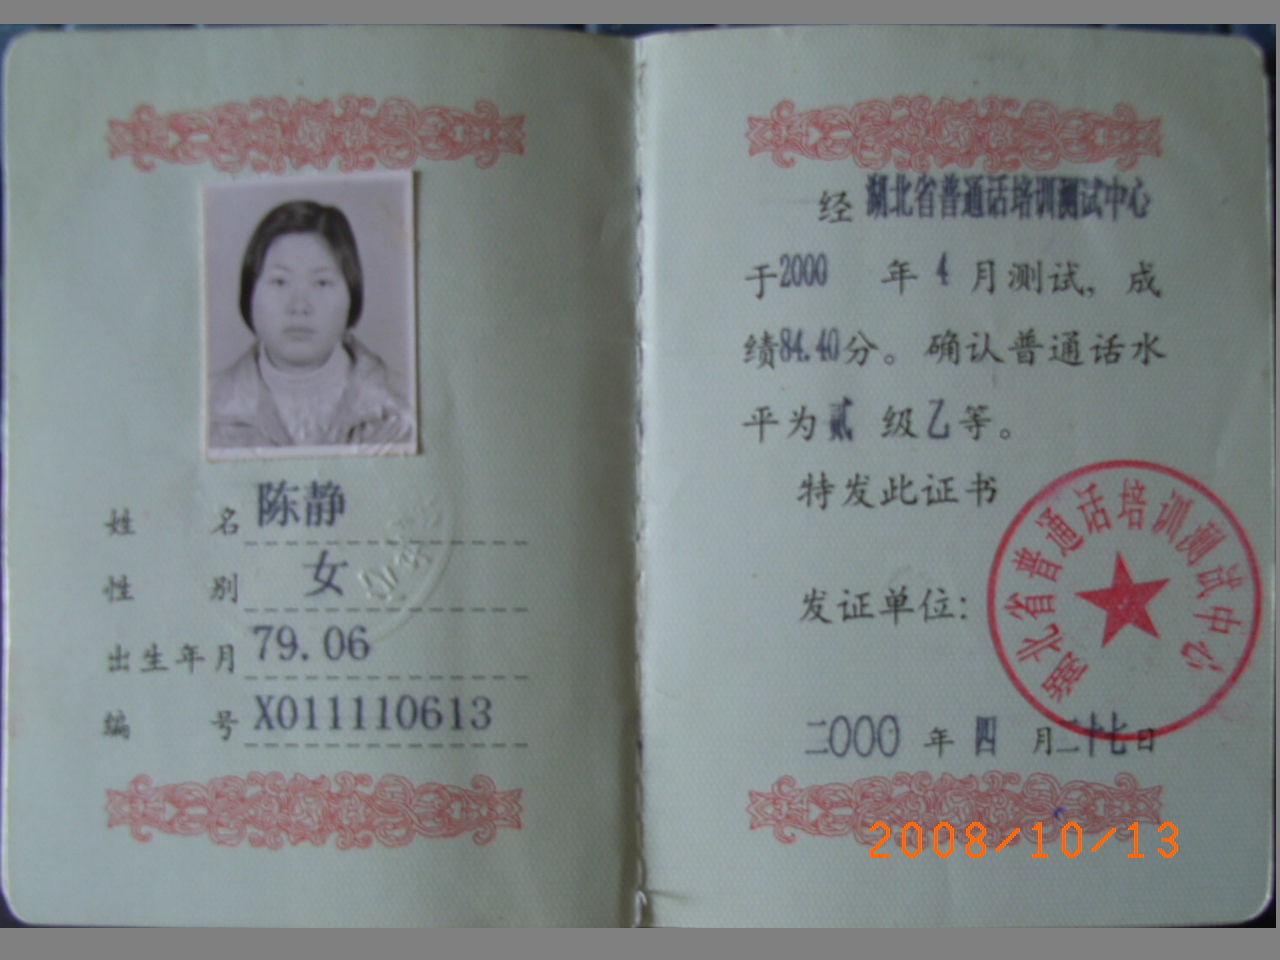 姓名 陈静
性别 女
出生年月 79.06
编号 X011110613
经 湖北省普通话培训测试中心
于2000 年 4 月测试，成
绩84.40分。确认普通话水
平为贰 级乙等。
特发此证书
发证单位：
湖北省普通话培训测试中心
二〇〇〇 年 四 月二十七日
2008/10/13